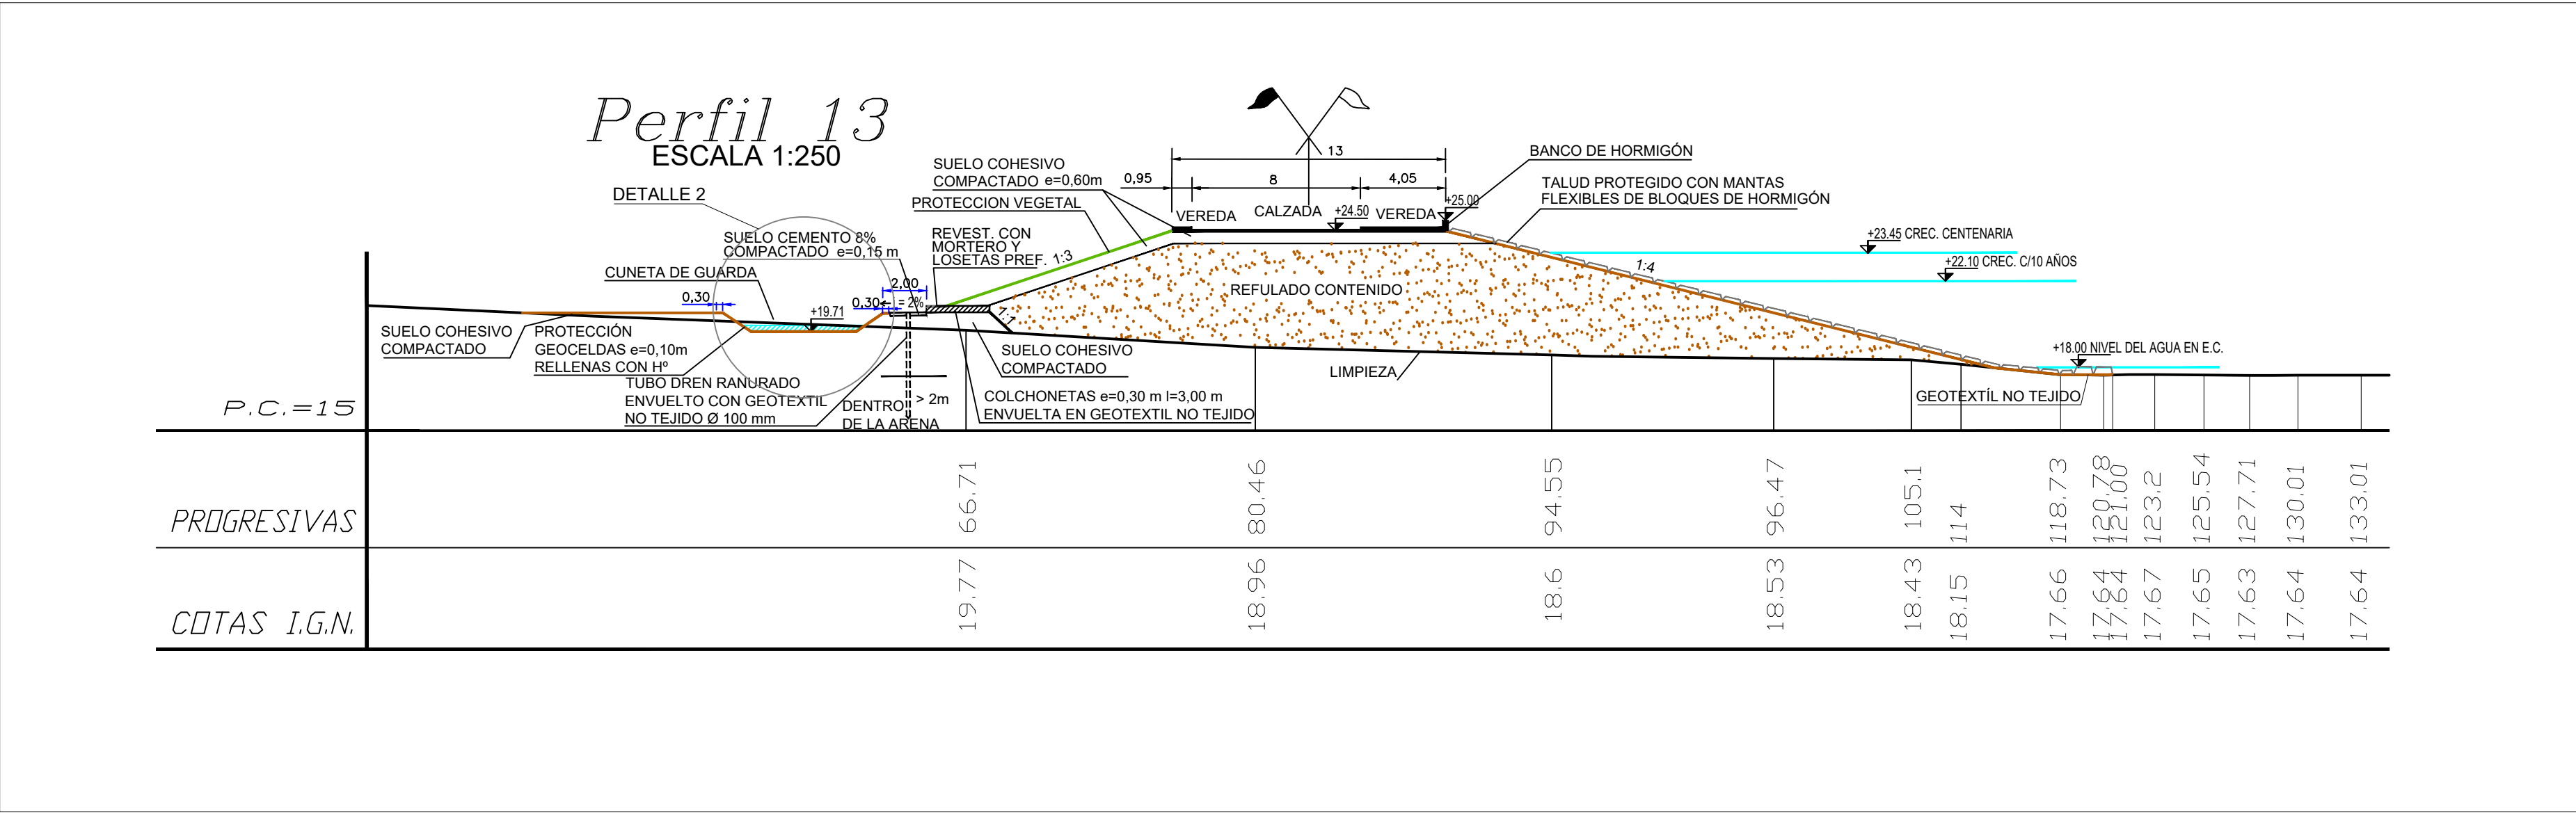 Perfil 13
ESCALA 1:250
DETALLE 2
SUELO COHESIVO
COMPACTADO e=0,60m
PROTECCION VEGETAL
REVEST. CON
MORTERO Y
LOSETAS PREF.
1:3
SUELO CEMENTO 8%
COMPACTADO e=0,15 m
CUNETA DE GUARDA
0,30
2,00
0,30
I = 2%
+19.71
13
0,95
8
4,05
VEREDA
CALZADA
+24.50
VEREDA
+25.00
BANCO DE HORMIGÓN
TALUD PROTEGIDO CON MANTAS
FLEXIBLES DE BLOQUES DE HORMIGÓN
+23.45 CREC. CENTENARIA
+22.10 CREC. C/10 AÑOS
1:4
REFULADO CONTENIDO
1:1
SUELO COHESIVO
COMPACTADO
PROTECCIÓN
GEOCELDAS e=0,10m
RELLENAS CON Hº
TUBO DREN RANURADO
ENVUELTO CON GEOTEXTIL
NO TEJIDO Ø 100 mm
DENTRO
DE LA ARENA
> 2m
SUELO COHESIVO
COMPACTADO
COLCHONETAS e=0,30 m l=3,00 m
ENVUELTA EN GEOTEXTIL NO TEJIDO
LIMPIEZA
+18.00 NIVEL DEL AGUA EN E.C.
GEOTEXTÍL NO TEJIDO
P.C.=15
PROGRESIVAS
66.71
80.46
94.55
96.47
105.1
114
118.73
120.78
121.00
123.2
125.54
127.71
130.01
133.01
COTAS I.G.N.
19.77
18.96
18.6
18.53
18.43
18.15
17.66
17.64
17.64
17.67
17.65
17.63
17.64
17.64